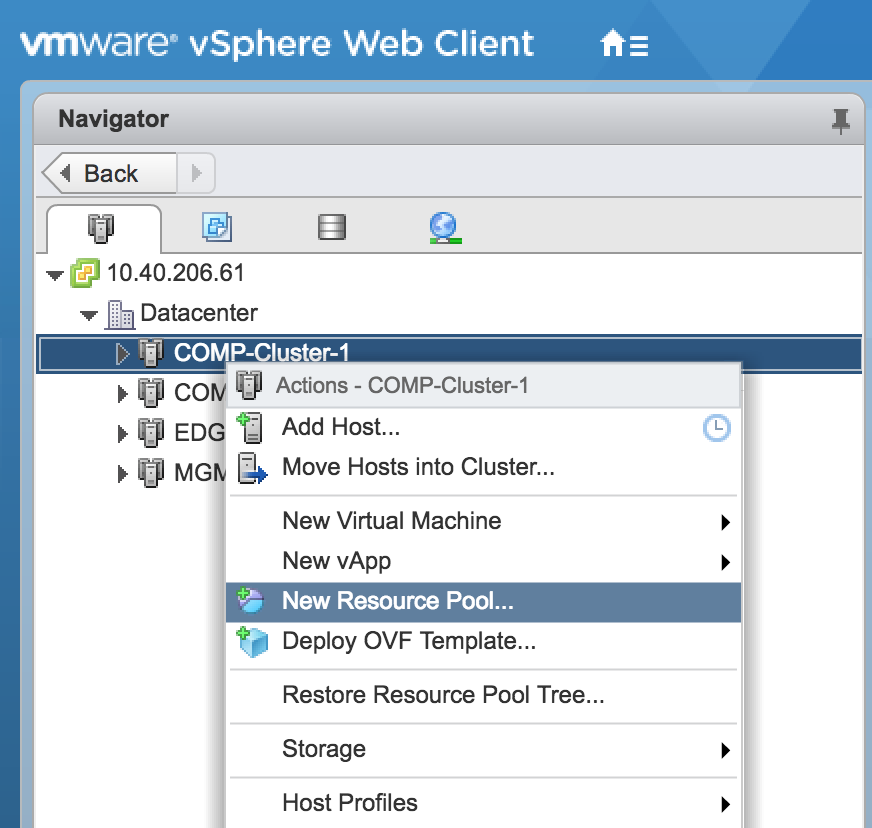 vmware® vSphere Web Client
Navigator
Back
10.40.206.61
Datacenter
COMP-Cluster-1
COM
EDG
MGM
Actions - COMP-Cluster-1
Add Host...
Move Hosts into Cluster...
New Virtual Machine
New vApp
New Resource Pool...
Deploy OVF Template...
Restore Resource Pool Tree...
Storage
Host Profiles